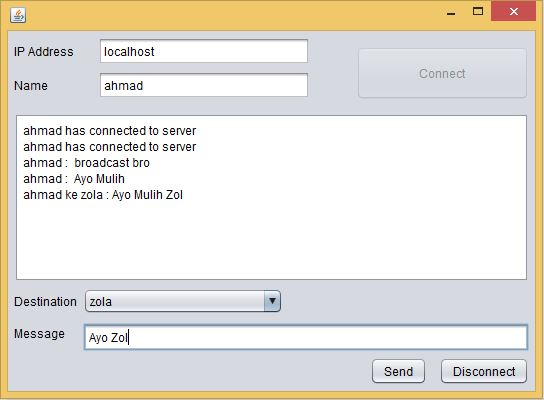 IP Address localhost
Connect
Name ahmad
ahmad has connected to server
ahmad has connected to server
ahmad :  broadcast bro
ahmad :  Ayo Mulih
ahmad ke zola : Ayo Mulih Zol
Destination zola
Message Ayo Zol
Send Disconnect